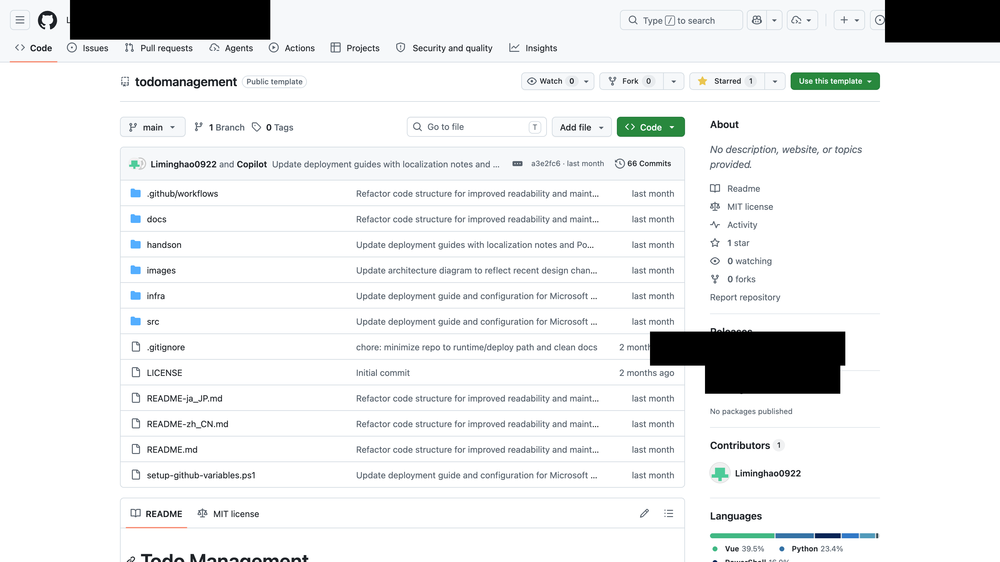 L
Type / to search
Code Issues Pull requests Agents Actions Projects Security and quality Insights
todomanagement Public template
Watch 0 Fork 0 Starred 1 Use this template
main 1 Branch 0 Tags Go to file T Add file Code
Liminghao0922 and Copilot Update deployment guides with localization notes and ... a3e2fc6 · last month 66 Commits
.github/workflows Refactor code structure for improved readability and maint... last month
docs Refactor code structure for improved readability and maint... last month
handson Update deployment guides with localization notes and Po... last month
images Update architecture diagram to reflect recent design chan... last month
infra Update deployment guide and configuration for Microsoft ... last month
src Update deployment guide and configuration for Microsoft ... last month
.gitignore chore: minimize repo to runtime/deploy path and clean docs 2
LICENSE Initial commit 2 months ago
README-ja_JP.md Refactor code structure for improved readability and maint... last month
README-zh_CN.md Refactor code structure for improved readability and maint... last month
README.md Refactor code structure for improved readability and maint... last month
setup-github-variables.ps1 Update deployment guide and configuration for Microsoft ... last month
README MIT license
Todo Management
About
No description, website, or topics
provided.
Readme
MIT license
Activity
1 star
0 watching
0 forks
Report repository
Releases
No packages published
Contributors 1
Liminghao0922
Languages
Vue 39.5% Python 23.4%
PowerShell 16.0%